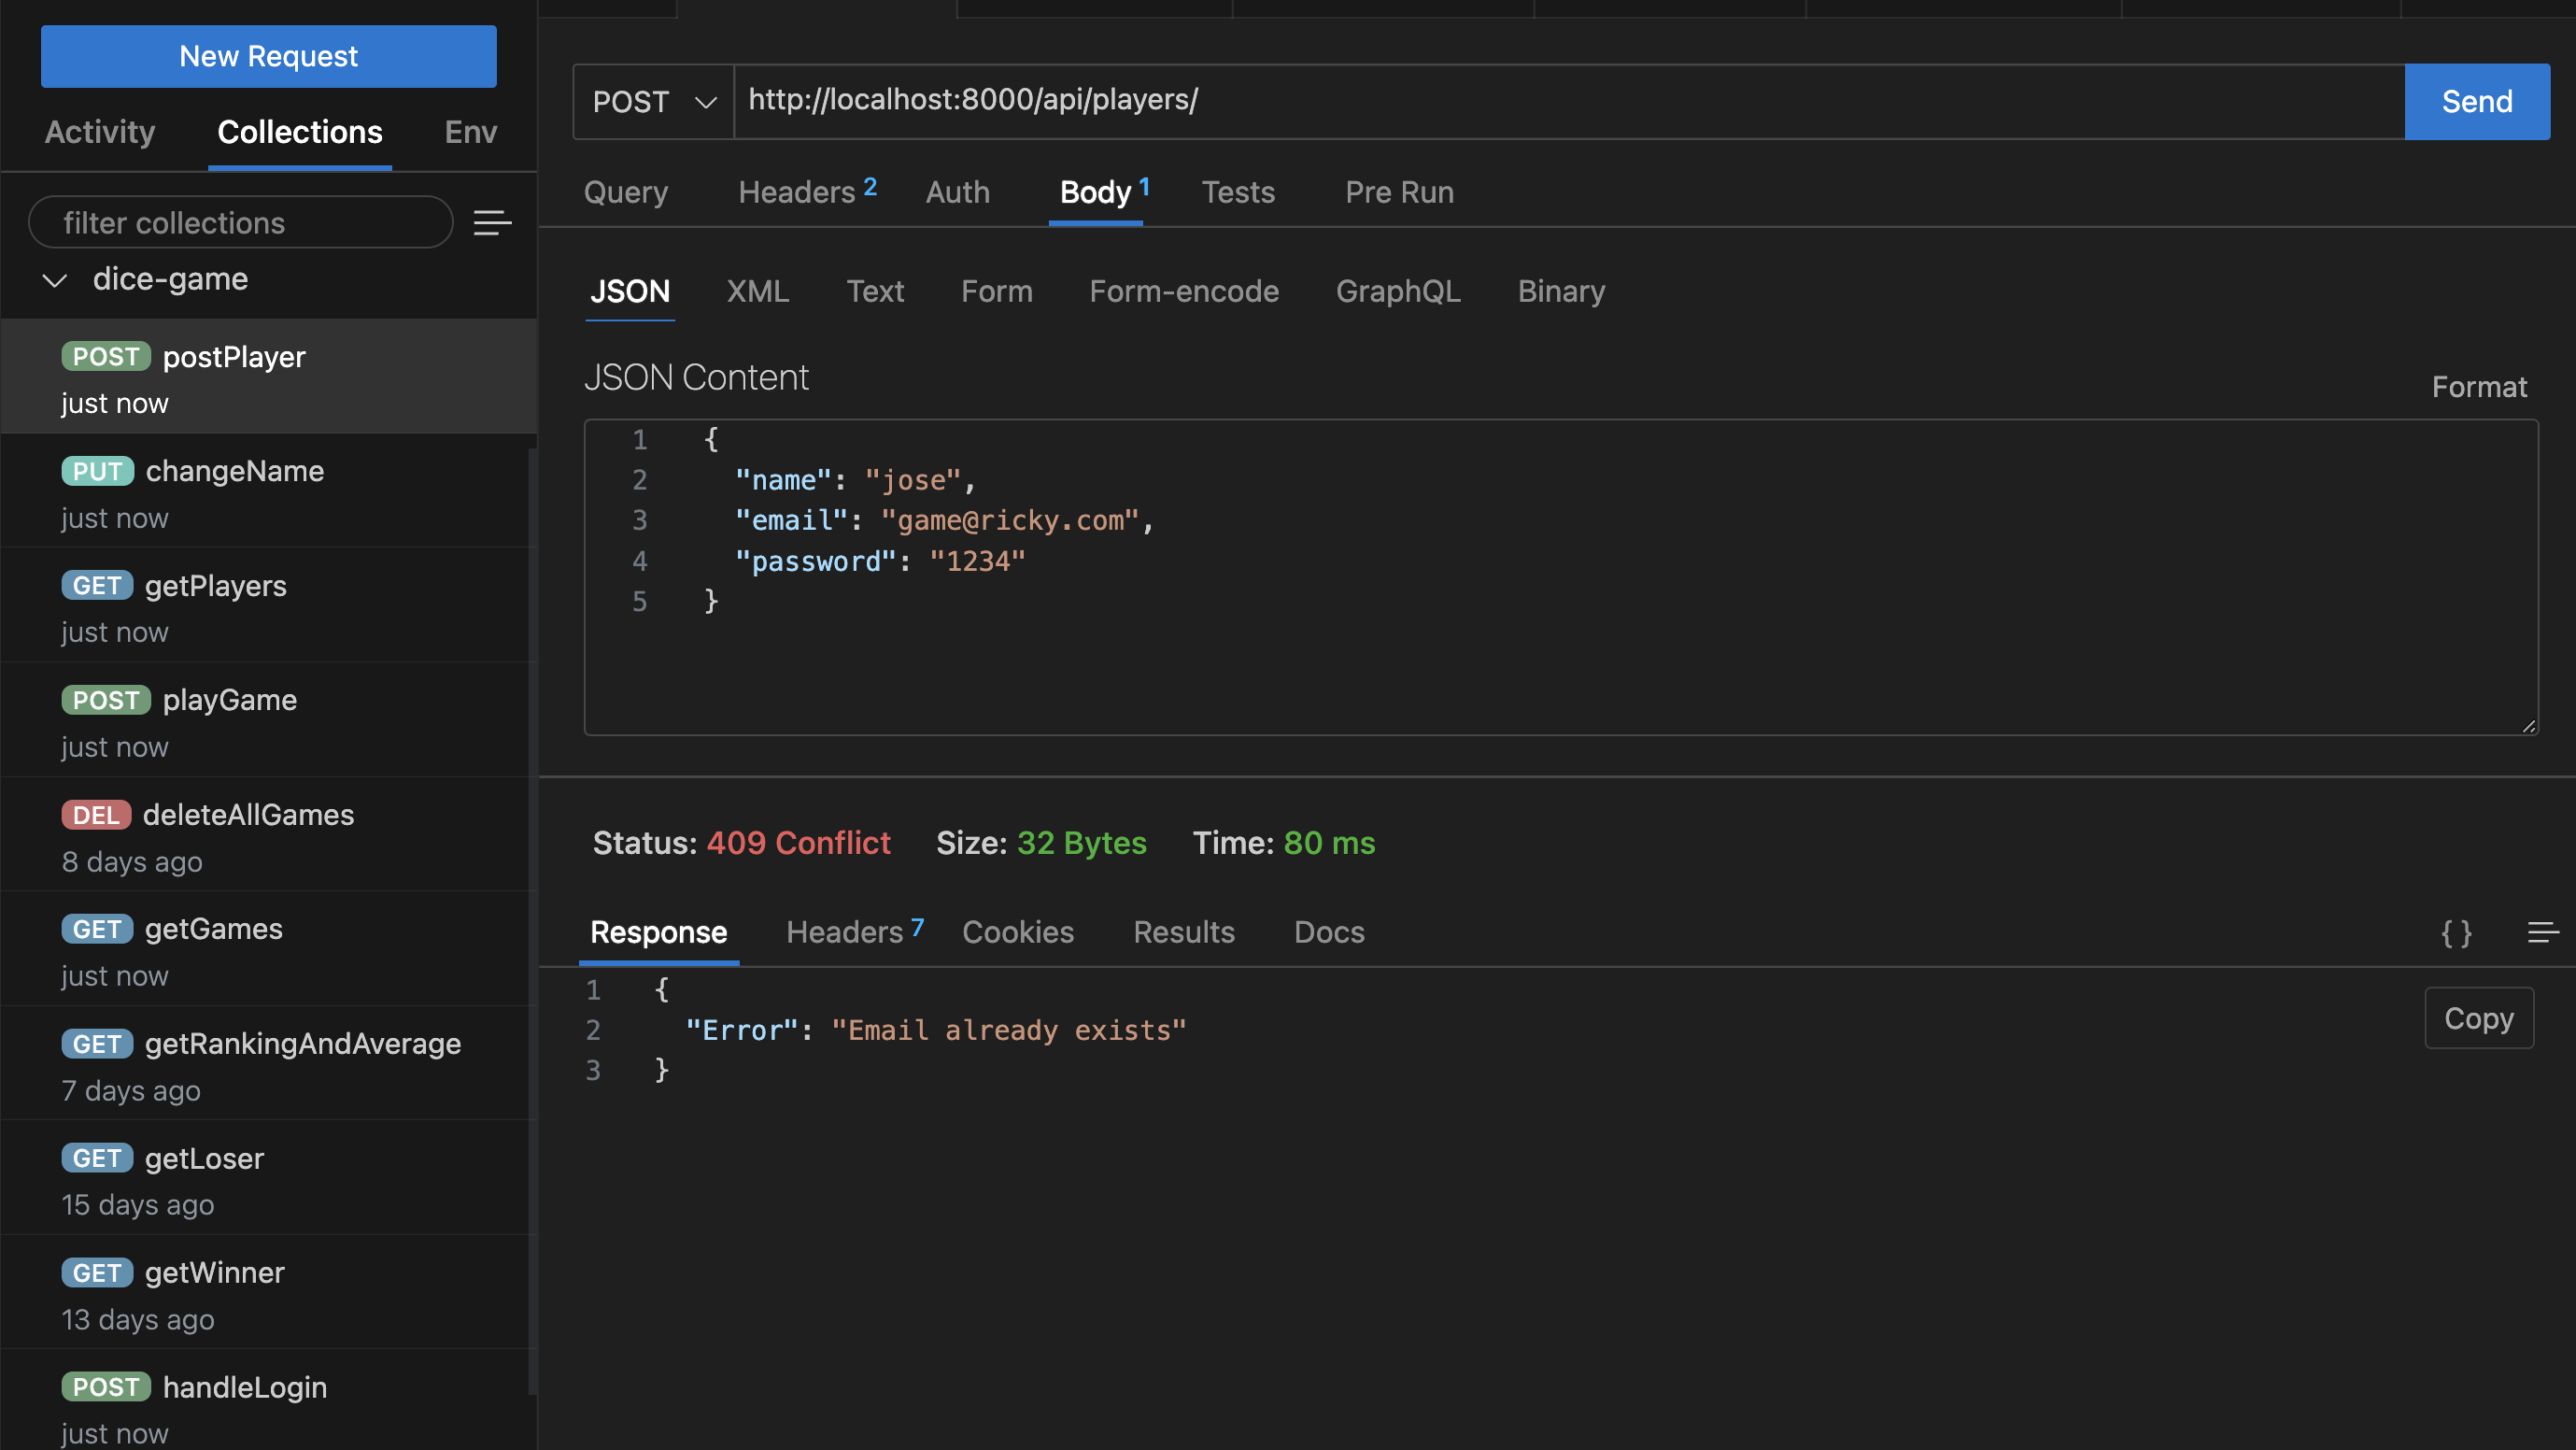 New Request
Activity Collections Env
filter collections
dice-game
POST postPlayer
just now
PUT changeName
just now
GET getPlayers
just now
POST playGame
just now
DEL deleteAllGames
8 days ago
GET getGames
just now
GET getRankingAndAverage
7 days ago
GET getLoser
15 days ago
GET getWinner
13 days ago
POST handleLogin
just now
POST http://localhost:8000/api/players/ Send
Query Headers 2 Auth Body 1 Tests Pre Run
JSON XML Text Form Form-encode GraphQL Binary
JSON Content
Format
1 {
2 "name": "jose",
3 "email": "game@ricky.com",
4 "password": "1234"
5 }
Status: 409 Conflict Size: 32 Bytes Time: 80 ms
Response Headers 7 Cookies Results Docs { }
1 {
2 "Error": "Email already exists"
3 }
Copy